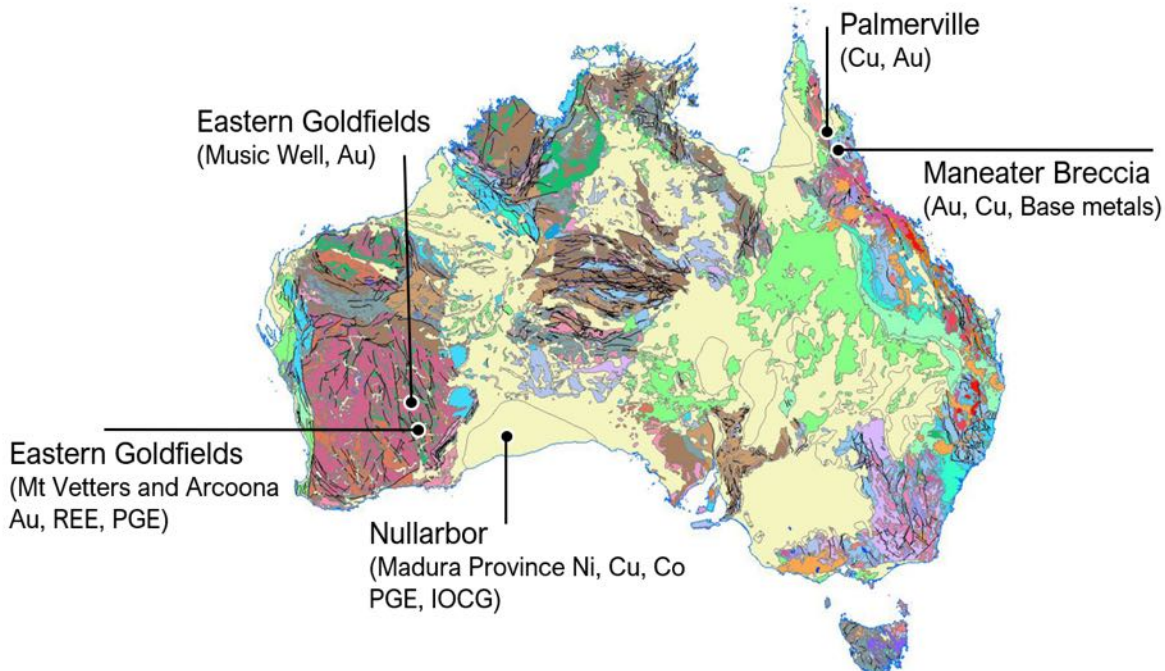 Palmerville
(Cu, Au)
Eastern Goldfields
(Music Well, Au)
Maneater Breccia
(Au, Cu, Base metals)
Eastern Goldfields
(Mt Vetters and Arcoona
Au, REE, PGE)
Nullarbor
(Madura Province Ni, Cu, Co
PGE, IOCG)